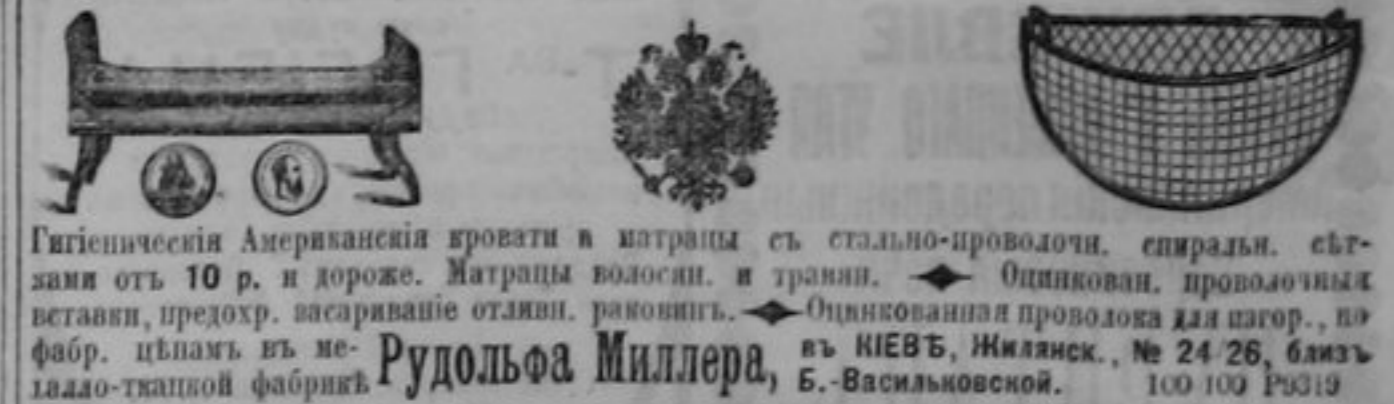 Гигіеническія Американскія кровати и матрацы съ стально-проволочн. спиральн. сѣт-
ками отъ 10 р. и дороже. Матрацы волосян. и травян. Оцинкован. проволочныя
вставки, предохр. засариваніе отливн. раковинъ. Оцинкованная проволока для изгор., по
фабр. цѣнамъ въ ме-
талло-ткацкой фабрикѣ Рудольфа Миллера, въ КІЕВѢ, Жилянск., № 24/26, близъ
Б.-Васильковской. 100 100 Р9319